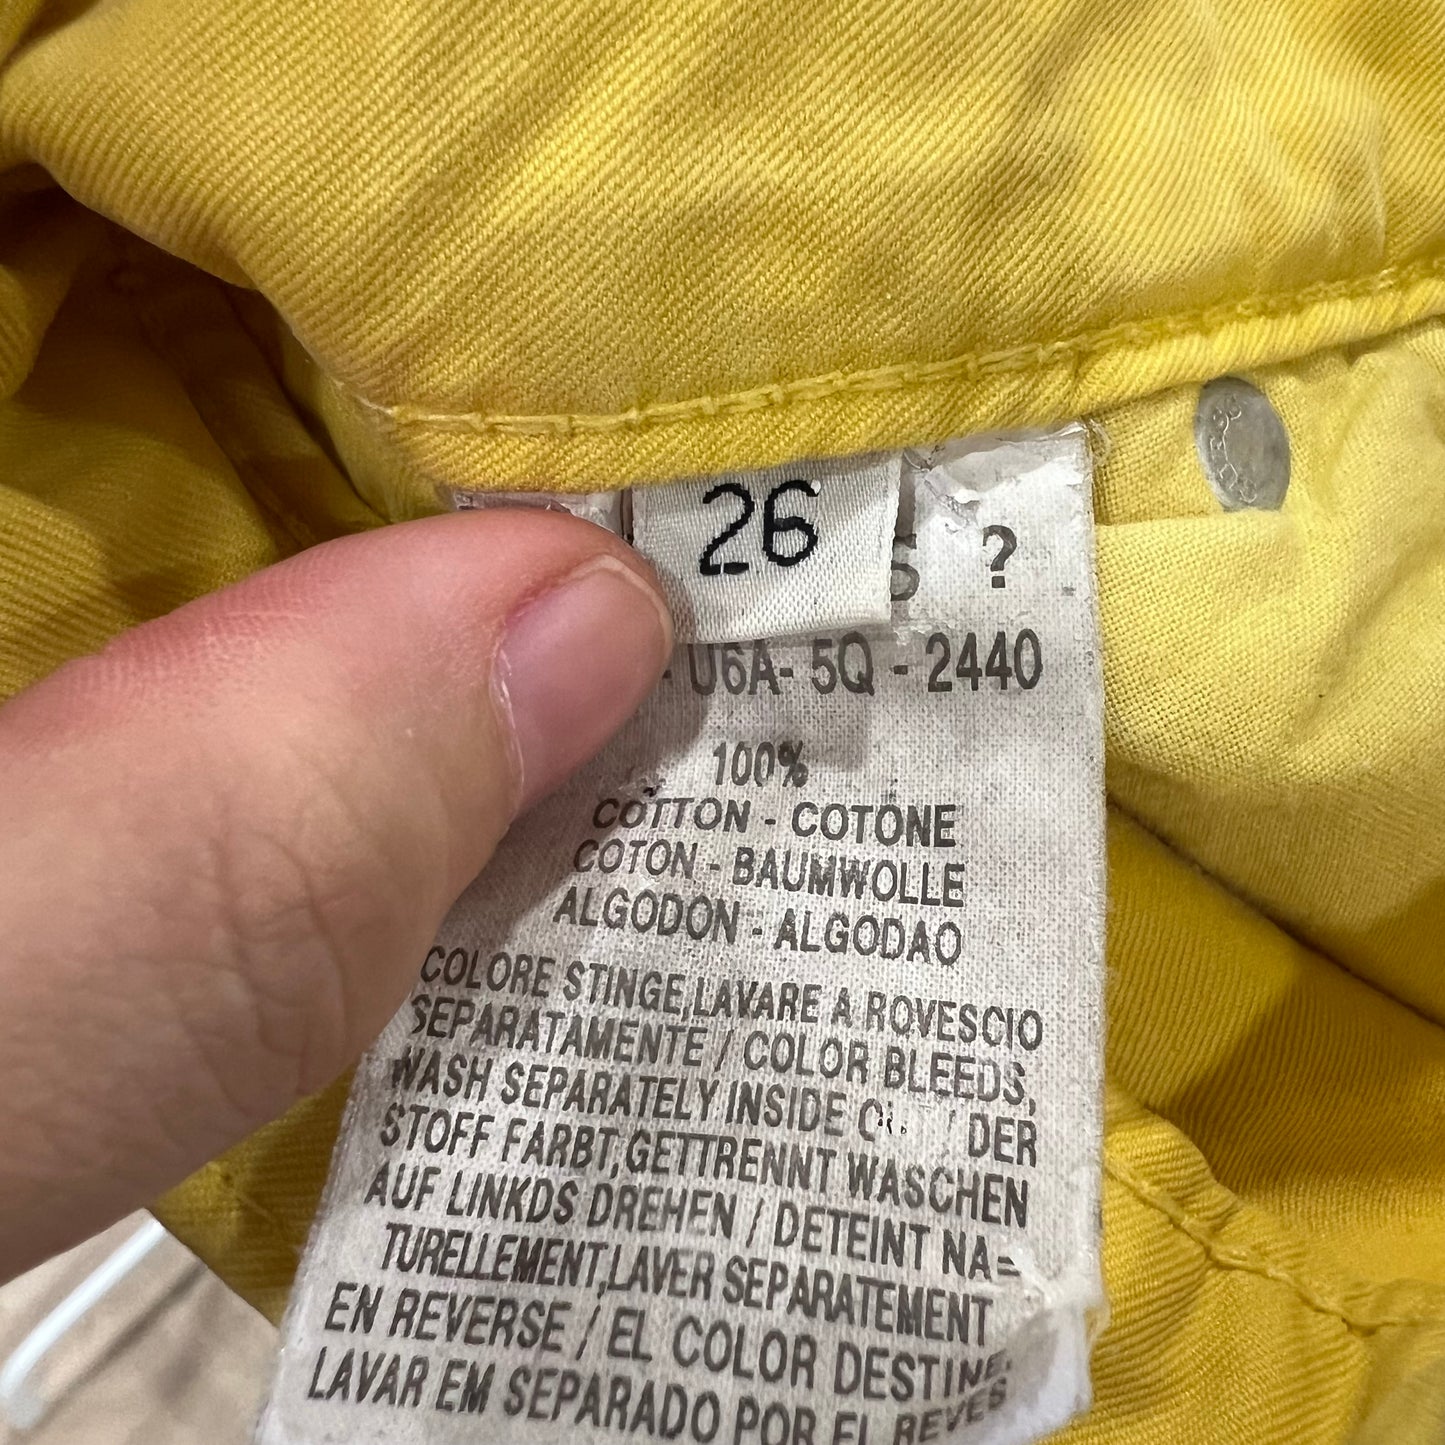 26
S ?
- U6A- 5Q - 2440
100%
COTTON - COTONE
COTON - BAUMWOLLE
ALGODON - ALGODAO
COLORE STINGE,LAVARE A ROVESCIO
SEPARATAMENTE / COLOR BLEEDS,
WASH SEPARATELY INSIDE / DER
STOFF FARBT,GETTRENNT WASCHEN
AUF LINKDS DREHEN / DETEINT NA=
TURELLEMENT,LAVER SEPARATEMENT
EN REVERSE / EL COLOR DESTINE,
LAVAR EM SEPARADO POR EL REVES